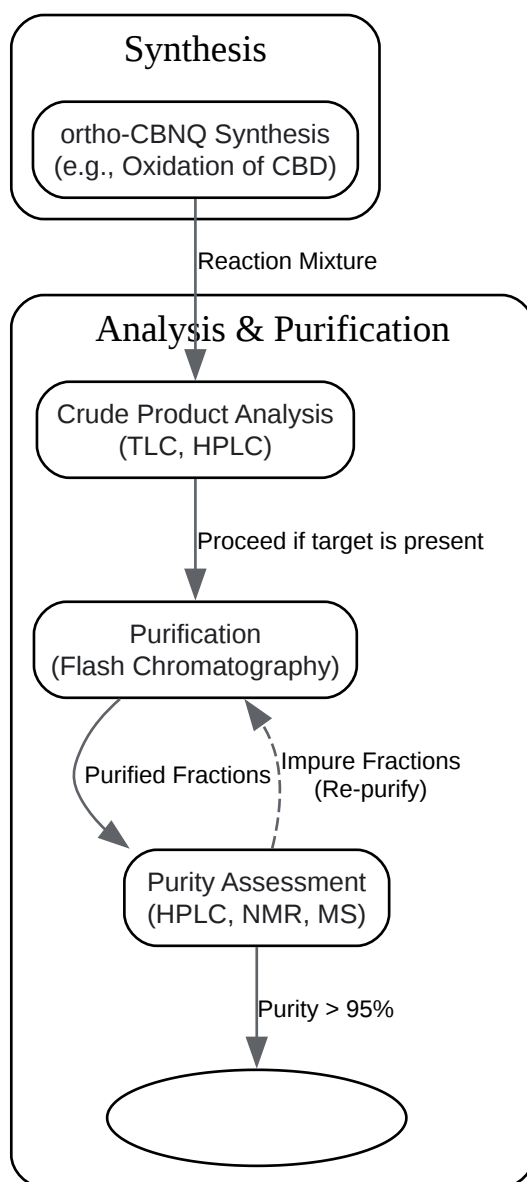 Synthesis
ortho-CBNQ Synthesis
(e.g., Oxidation of CBD)
Reaction Mixture
Analysis & Purification
Crude Product Analysis
(TLC, HPLC)
Proceed if target is present
Purification
(Flash Chromatography)
Purified Fractions
Impure Fractions
(Re-purify)
Purity Assessment
(HPLC, NMR, MS)
Purity > 95%